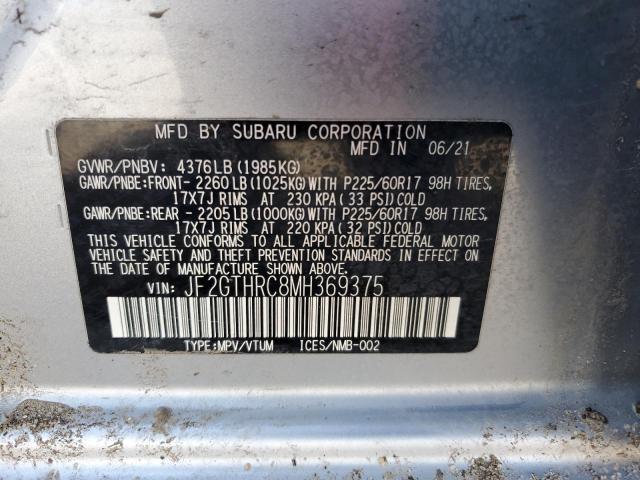 MFD BY SUBARU CORPORATION
MFD IN 06/21
GVWR/PNBV: 4376LB (1985KG)
GAWR/PNBE:FRONT- 2260LB (1025KG)WITH P225/60R17 98H TIRES,
17X7J RIMS AT 230 KPA (33 PSI)COLD
GAWR/PNBE:REAR - 2205LB (1000KG)WITH P225/60R17 98H TIRES,
17X7J RIMS AT 220 KPA (32 PSI)COLD
THIS VEHICLE CONFORMS TO ALL APPLICABLE FEDERAL MOTOR
VEHICLE SAFETY AND THEFT PREVENTION STANDARDS IN EFFECT
ON THE DATE OF MANUFACTURE SHOWN ABOVE.
VIN: JF2GTHRC8MH369375
TYPE:MPV/VTUM ICES/NMB-002